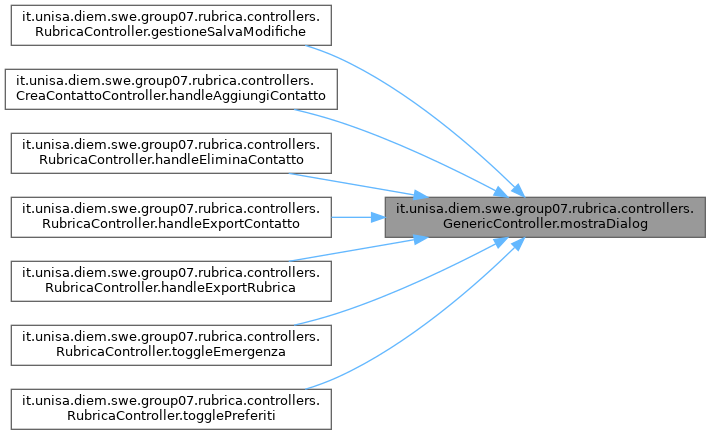 it.unisa.diem.swe.group07.rubrica.controllers.
RubricaController.gestioneSalvaModifiche
it.unisa.diem.swe.group07.rubrica.controllers.
CreaContattoController.handleAggiungiContatto
it.unisa.diem.swe.group07.rubrica.controllers.
RubricaController.handleEliminaContatto
it.unisa.diem.swe.group07.rubrica.controllers.
RubricaController.handleExportContatto
it.unisa.diem.swe.group07.rubrica.controllers.
RubricaController.handleExportRubrica
it.unisa.diem.swe.group07.rubrica.controllers.
RubricaController.toggleEmergenza
it.unisa.diem.swe.group07.rubrica.controllers.
RubricaController.togglePreferiti
it.unisa.diem.swe.group07.rubrica.controllers.
GenericController.mostraDialog